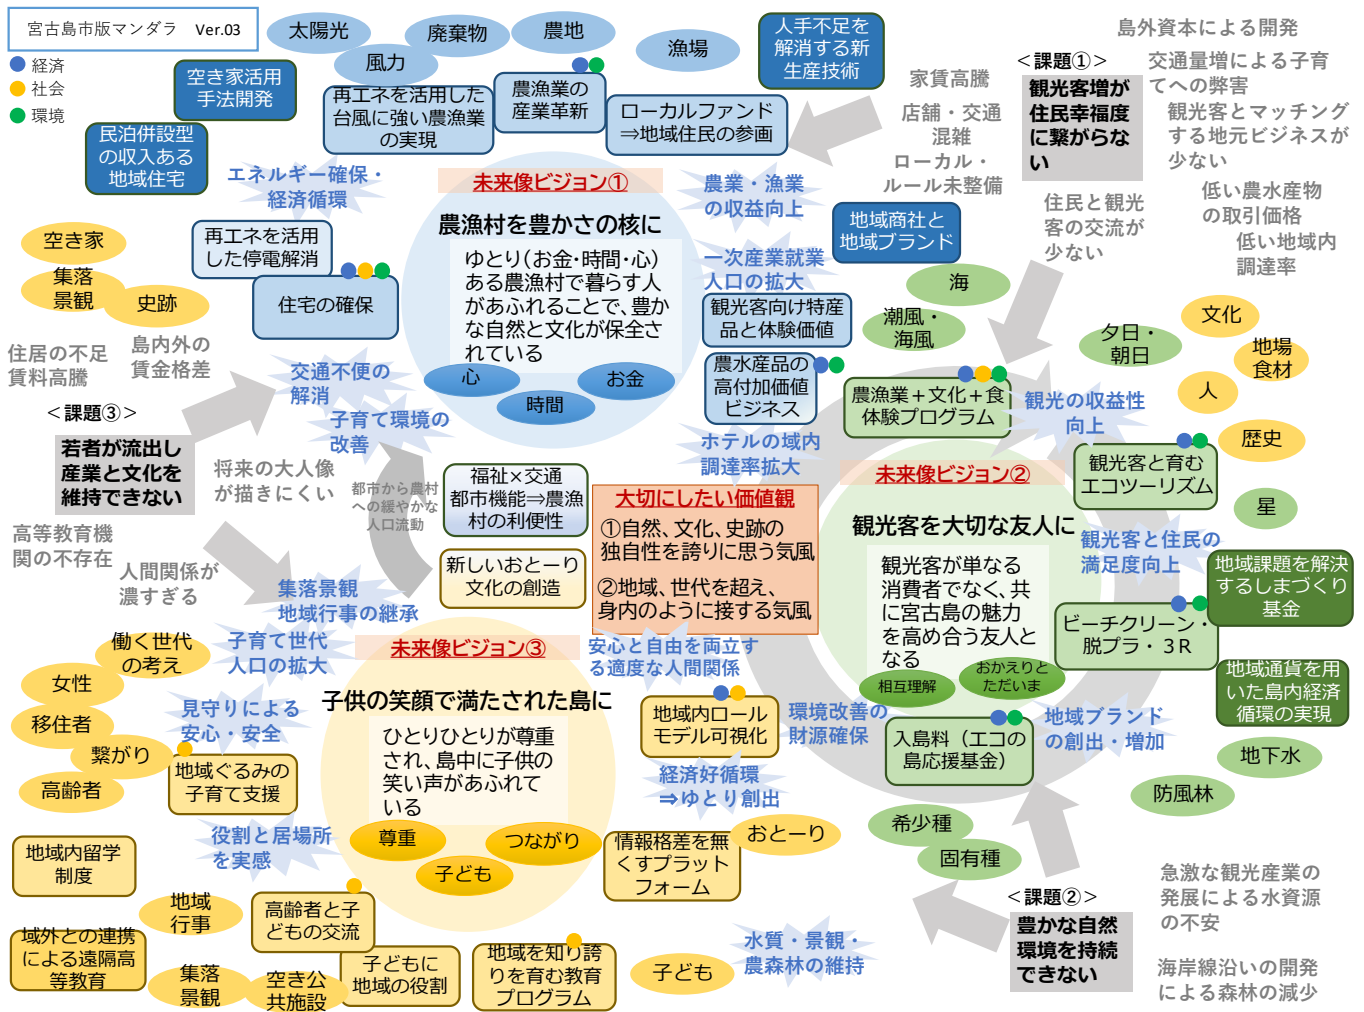 宮古島市版マンダラ Ver.03
経済
社会
環境
太陽光
風力
廃棄物
農地
漁場
空き家活用
手法開発
民泊併設型
の収入ある
地域住宅
再エネを活用した
台風に強い農漁業
の実現
農漁業の
産業革新
ローカルファンド
⇒地域住民の参画
人手不足を
解消する新
生産技術
家賃高騰
店舗・交通
混雑
ローカル・
ルール未整備
<課題①>
観光客増が
住民幸福度
に繋がらな
い
島外資本による開発
交通量増による子育
てへの弊害
観光客とマッチング
する地元ビジネスが
少ない
低い農水産物
の取引価格
低い地域内
調達率
住民と観光
客の交流が
少ない
エネルギー確保・
経済循環
未来像ビジョン①
農漁村を豊かさの核に
ゆとり(お金・時間・心)
ある農漁村で暮らす人
があふれることで、豊か
な自然と文化が保全さ
れている
心
時間
お金
農業・漁業
の収益向上
一次産業就業
人口の拡大
地域商社と
地域ブランド
観光客向け特産
品と体験価値
農水産品の
高付加価値
ビジネス
ホテルの域内
調達率拡大
再エネを活用
した停電解消
住宅の確保
空き家
集落
景観
史跡
住居の不足
賃料高騰
島内外の
賃金格差
<課題③>
若者が流出し
産業と文化を
維持できない
将来の大人像
が描きにくい
高等教育機
関の不存在
人間関係が
濃すぎる
交通不便の
解消
子育て環境の
改善
都市から農村
への緩やかな
人口流動
福祉×交通
都市機能⇒農漁
村の利便性
新しいおとーり
文化の創造
大切にしたい価値観
①自然、文化、史跡の
独自性を誇りに思う気風
②地域、世代を超え、
身内のように接する気風
海
潮風・
海風
農漁業+文化+食
体験プログラム
観光の収益性
向上
夕日・
朝日
文化
地場
食材
人
歴史
星
未来像ビジョン②
観光客を大切な友人に
観光客が単なる
消費者でなく、共
に宮古島の魅力
を高め合う友人と
なる
相互理解
おかえりと
ただいま
観光客と育む
エコツーリズム
観光客と住民の
満足度向上
地域課題を解決
するしまづくり
基金
ビーチクリーン・
脱プラ・3R
地域通貨を用
いた島内経済
循環の実現
地域ブランド
の創出・増加
入島料(エコの
島応援基金)
環境改善の
財源確保
地下水
防風林
希少種
固有種
<課題②>
豊かな自然
環境を持続
できない
急激な観光産業の
発展による水資源
の不安
海岸線沿いの開発
による森林の減少
水質・景観・
農森林の維持
集落景観
地域行事の継承
子育て世代
人口の拡大
未来像ビジョン③
子供の笑顔で満たされた島に
ひとりひとりが尊重
され、島中に子供の
笑い声があふれて
いる
尊重
子ども
つながり
安心と自由を両立す
る適度な人間関係
地域内ロール
モデル可視化
経済好循環
⇒ゆとり創出
情報格差を無
くすプラット
フォーム
おとーり
働く世代
の考え
女性
移住者
繋がり
高齢者
見守りによる
安心・安全
地域ぐるみの
子育て支援
役割と居場所
を実感
地域内留学
制度
地域
行事
高齢者と子
どもの交流
域外との連携
による遠隔高
等教育
集落
景観
空き公
共施設
子どもに
地域の役割
地域を知り誇
りを育む教育
プログラム
子ども